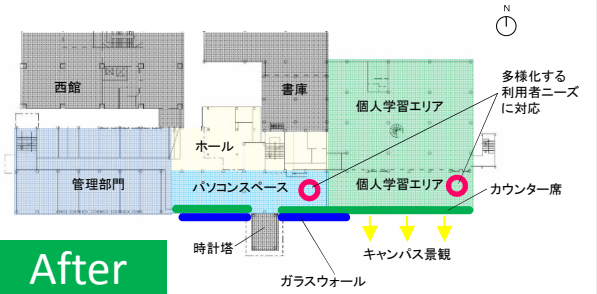 N
多様化する
利用者ニーズ
に対応
西館
書庫
個人学習エリア
ホール
管理部門
パソコンスペース
個人学習エリア
カウンター席
時計塔
キャンパス景観
ガラスウォール
After